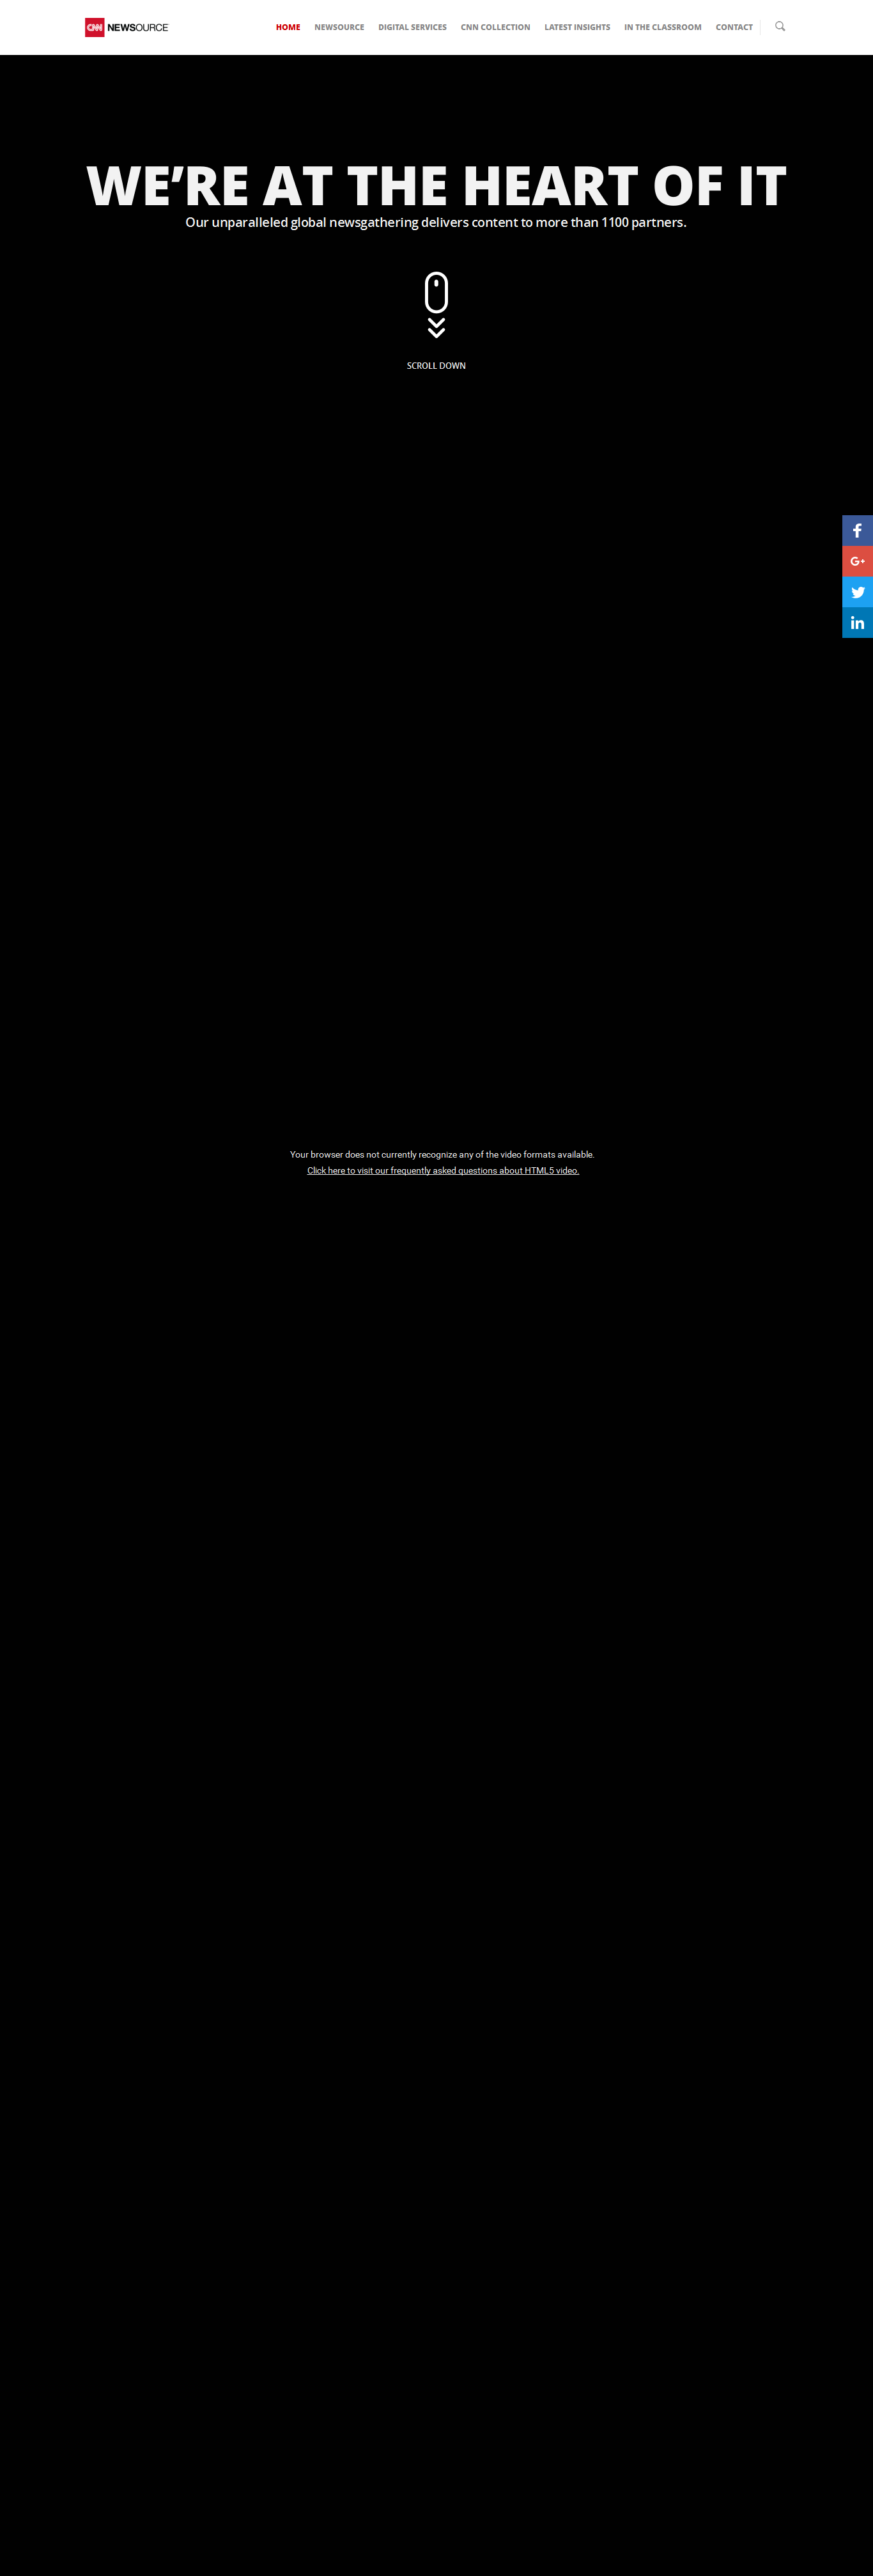 CNN NEWSOURCE
HOME NEWSOURCE DIGITAL SERVICES CNN COLLECTION LATEST INSIGHTS IN THE CLASSROOM CONTACT
WE’RE AT THE HEART OF IT
Our unparalleled global newsgathering delivers content to more than 1100 partners.
SCROLL DOWN
f
G+
in
Your browser does not currently recognize any of the video formats available.
Click here to visit our frequently asked questions about HTML5 video.